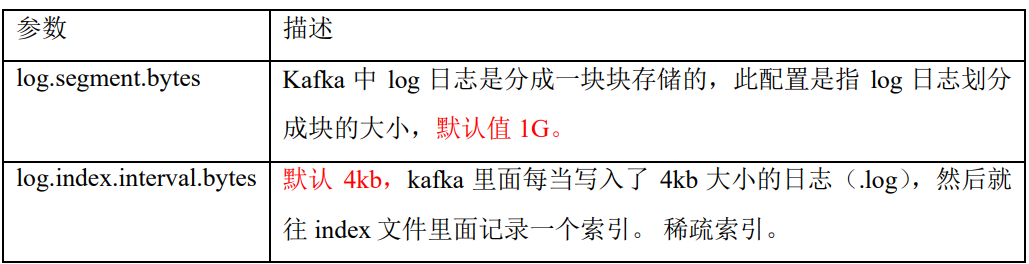 参数
描述
log.segment.bytes
Kafka 中 log 日志是分成一块块存储的，此配置是指 log 日志划分
成块的大小，默认值 1G。
log.index.interval.bytes
默认 4kb，kafka 里面每当写入了 4kb 大小的日志（.log），然后就
往 index 文件里面记录一个索引。 稀疏索引。